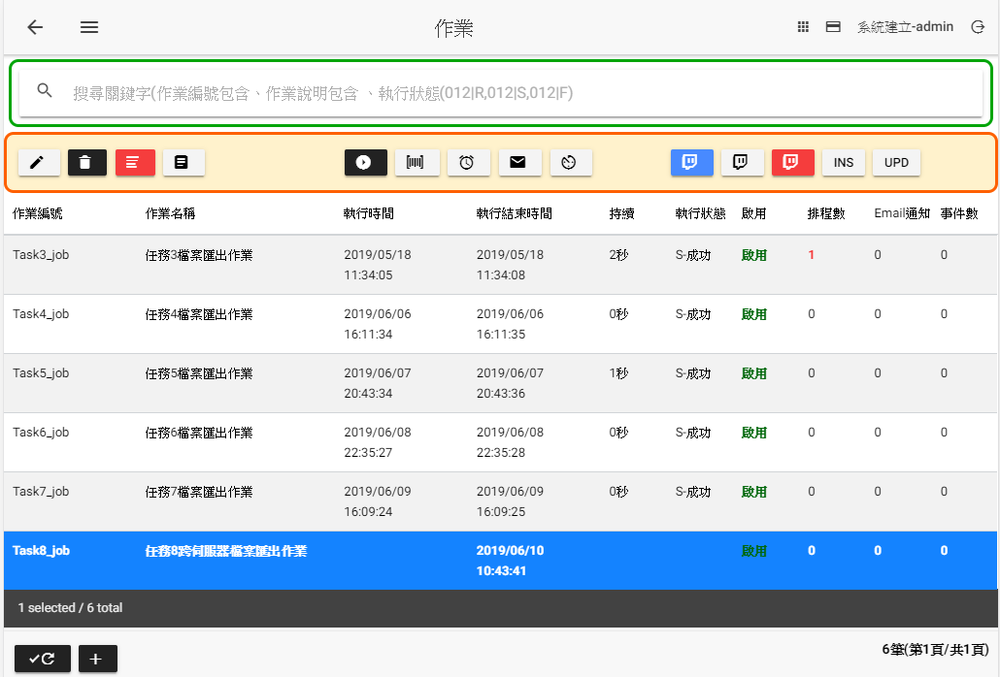 作業
系統建立-admin
搜尋關鍵字(作業編號包含、作業說明包含 、執行狀態(012|R,012|S,012|F)
INS UPD
作業編號 作業名稱 執行時間 執行結束時間 持續 執行狀態 啟用 排程數 Email通知 事件數
Task3_job 任務3檔案匯出作業 2019/05/18 2019/05/18 2秒 S-成功 啟用 1 0 0
11:34:05 11:34:08
Task4_job 任務4檔案匯出作業 2019/06/06 2019/06/06 0秒 S-成功 啟用 0 0 0
16:11:34 16:11:35
Task5_job 任務5檔案匯出作業 2019/06/07 2019/06/07 1秒 S-成功 啟用 0 0 0
20:43:34 20:43:36
Task6_job 任務6檔案匯出作業 2019/06/08 2019/06/08 0秒 S-成功 啟用 0 0 0
22:35:27 22:35:28
Task7_job 任務7檔案匯出作業 2019/06/09 2019/06/09 0秒 S-成功 啟用 0 0 0
16:09:24 16:09:25
Task8_job 任務8跨伺服器檔案匯出作業 2019/06/10 啟用 0 0 0
10:43:41
1 selected / 6 total
6筆(第1頁/共1頁)